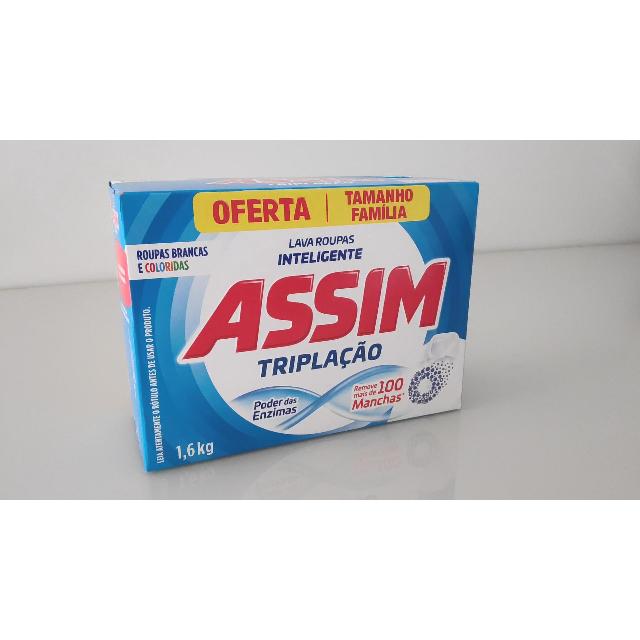 OFERTA
TAMANHO
FAMÍLIA
LAVA ROUPAS
INTELIGENTE
ROUPAS BRANCAS
E COLORIDAS
ASSIM
TRIPLAÇÃO
Poder das
Enzimas
Remove
mais de 100
Manchas*
LEIA ATENTAMENTE O RÓTULO ANTES DE USAR O PRODUTO.
1,6 kg